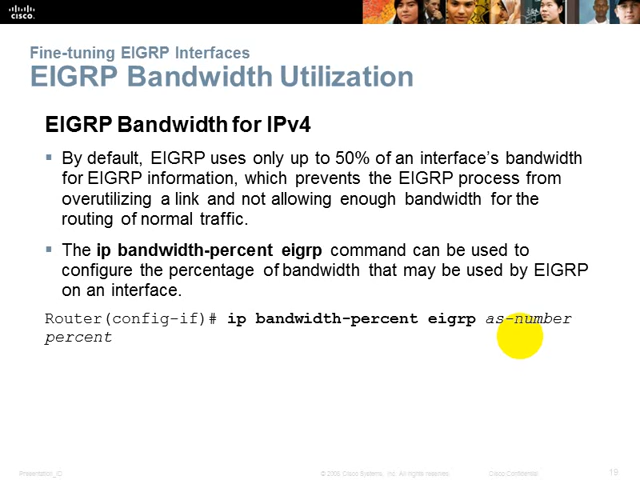 CISCO
Fine-tuning EIGRP Interfaces
EIGRP Bandwidth Utilization
EIGRP Bandwidth for IPv4
▪ By default, EIGRP uses only up to 50% of an interface’s bandwidth
for EIGRP information, which prevents the EIGRP process from
overutilizing a link and not allowing enough bandwidth for the
routing of normal traffic.
▪ The ip bandwidth-percent eigrp command can be used to
configure the percentage of bandwidth that may be used by EIGRP
on an interface.
Router(config-if)# ip bandwidth-percent eigrp as-number
percent
Presentation_ID © 2008 Cisco Systems, Inc. All rights reserved. Cisco Confidential 19